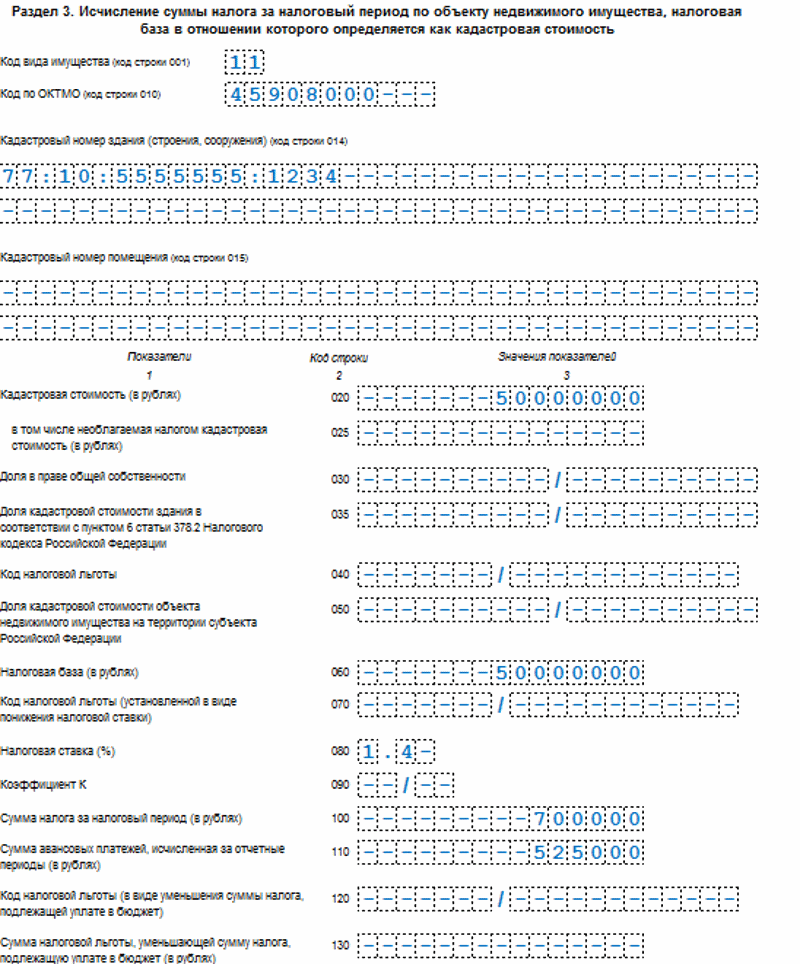 Раздел 3. Исчисление суммы налога за налоговый период по объекту недвижимого имущества, налоговая
база в отношении которого определяется как кадастровая стоимость
Код вида имущества (код строки 001) 11
Код по ОКТМО (код строки 010) 45908000---
Кадастровый номер здания (строения, сооружения) (код строки 014)
77:10:5555555:1234----------------------
----------------------------------------
Кадастровый номер помещения (код строки 015)
----------------------------------------
----------------------------------------
Показатели Код строки Значения показателей
1 2 3
Кадастровая стоимость (в рублях) 020 -------50000000
в том числе необлагаемая налогом кадастровая
стоимость (в рублях) 025 ---------------
Доля в праве общей собственности 030 ----------/----------
Доля кадастровой стоимости здания в
соответствии с пунктом 6 статьи 378.2 Налогового
кодекса Российской Федерации 035 ----------/----------
Код налоговой льготы 040 -------/------------
Доля кадастровой стоимости объекта
недвижимого имущества на территории субъекта
Российской Федерации 050 ----------/----------
Налоговая база (в рублях) 060 -------50000000
Код налоговой льготы (установленной в виде
понижения налоговой ставки) 070 -------/------------
Налоговая ставка (%) 080 1.4-
Коэффициент К 090 --/--
Сумма налога за налоговый период (в рублях) 100 ---------700000
Сумма авансовых платежей, исчисленная за отчетные
периоды (в рублях) 110 ---------525000
Код налоговой льготы (в виде уменьшения суммы налога,
подлежащей уплате в бюджет) 120 -------/------------
Сумма налоговой льготы, уменьшающей сумму налога,
подлежащую уплате в бюджет (в рублях) 130 ---------------